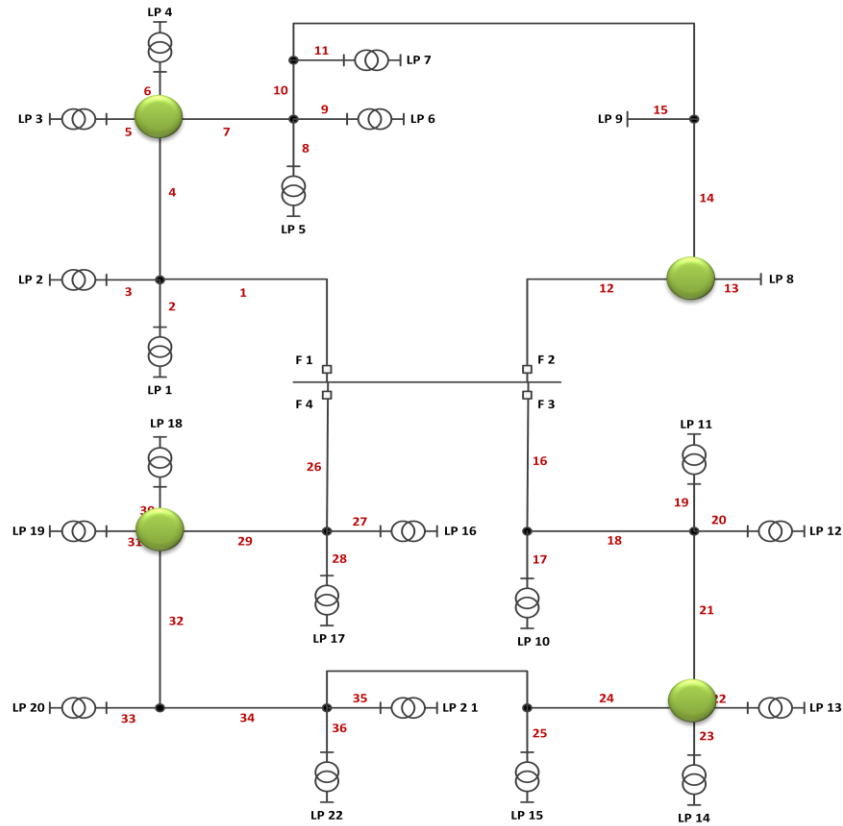 LP 4
11
LP 7
6
10
9
LP 3
5
7
LP 6
LP 9
15
8
4
14
LP 5
LP 2
3
2
1
12
13
LP 8
LP 1
F 1
F 2
F 4
F 3
LP 18
LP 11
26
16
19
20
30
LP 19
31
29
27
LP 16
28
17
18
LP 12
32
LP 17
LP 10
21
LP 20
33
34
35
LP 2 1
24
22
LP 13
36
25
23
LP 22
LP 15
LP 14